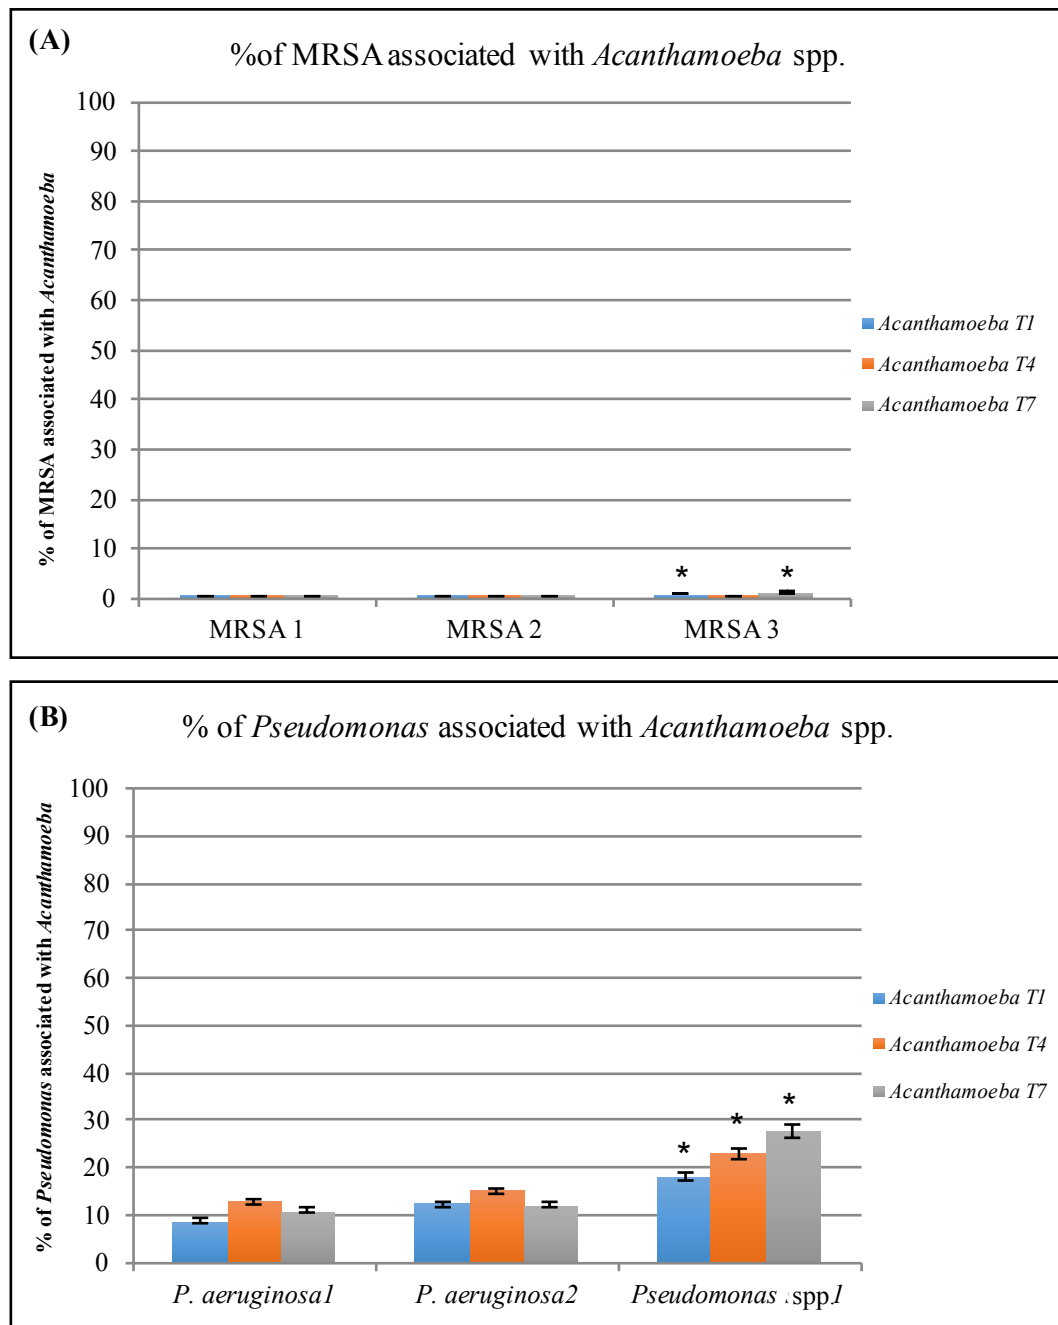 (A)
%of MRSA associated with Acanthamoeba spp.
% of MRSA associated with Acanthamoeba
100
90
80
70
60
50
40
30
20
10
0
* *
MRSA 1 MRSA 2 MRSA 3
Acanthamoeba T1
Acanthamoeba T4
Acanthamoeba T7
(B)
% of Pseudomonas associated with Acanthamoeba spp.
% of Pseudomonas associated with Acanthamoeba
100
90
80
70
60
50
40
30
20
10
0
* * *
P. aeruginosa1 P. aeruginosa2 Pseudomonas spp.1
Acanthamoeba T1
Acanthamoeba T4
Acanthamoeba T7